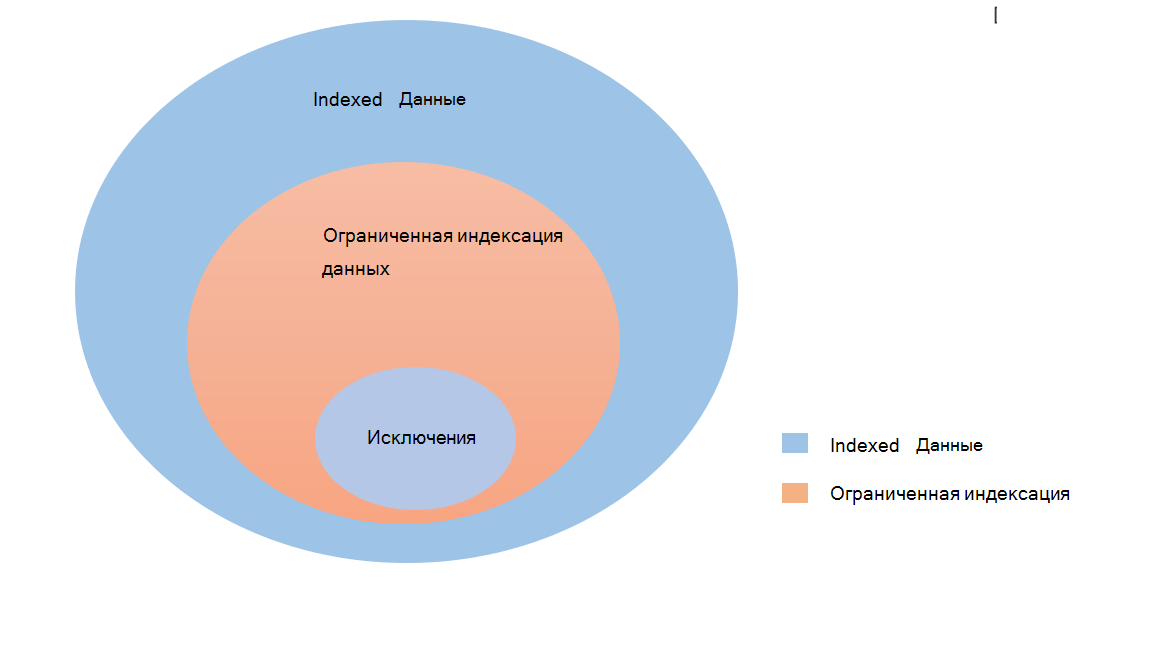 [
Indexed Данные
Ограниченная индексация
данных
Исключения
Indexed Данные
Ограниченная индексация